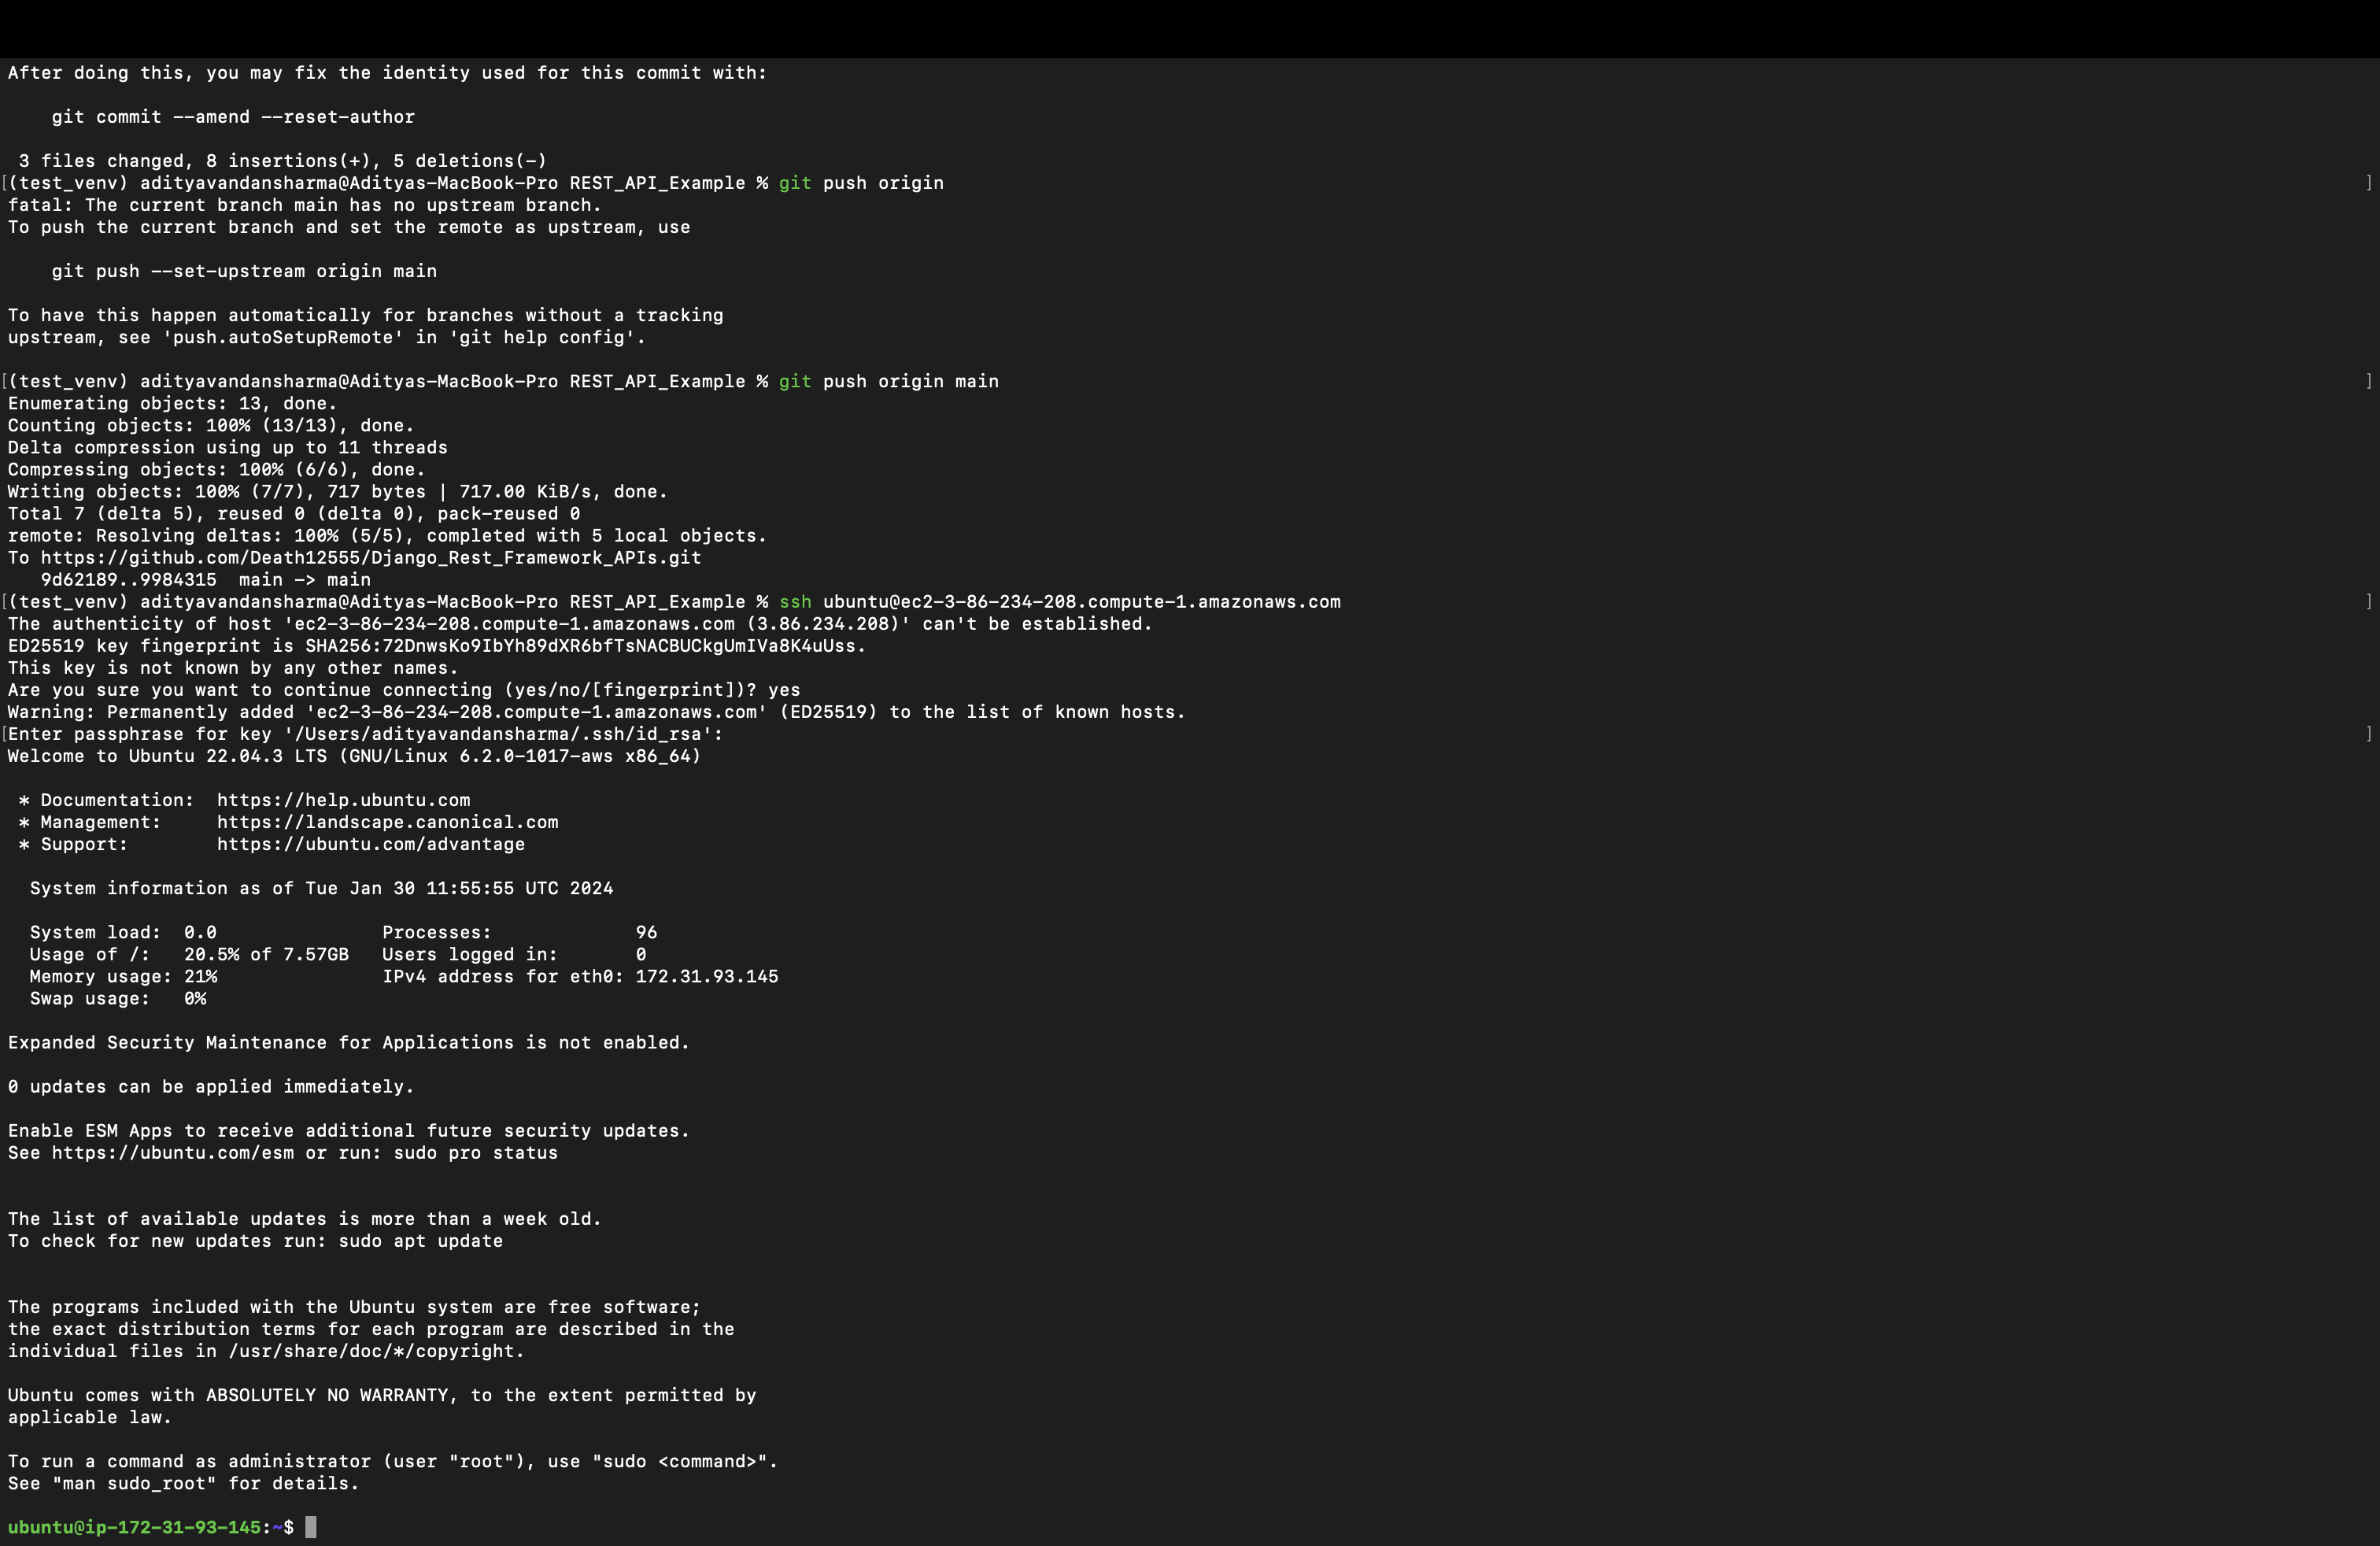 After doing this, you may fix the identity used for this commit with:
    git commit --amend --reset-author
 3 files changed, 8 insertions(+), 5 deletions(-)
[(test_venv) adityavandansharma@Adityas-MacBook-Pro REST_API_Example % git push origin ]
fatal: The current branch main has no upstream branch.
To push the current branch and set the remote as upstream, use
    git push --set-upstream origin main
To have this happen automatically for branches without a tracking
upstream, see 'push.autoSetupRemote' in 'git help config'.
[(test_venv) adityavandansharma@Adityas-MacBook-Pro REST_API_Example % git push origin main ]
Enumerating objects: 13, done.
Counting objects: 100% (13/13), done.
Delta compression using up to 11 threads
Compressing objects: 100% (6/6), done.
Writing objects: 100% (7/7), 717 bytes | 717.00 KiB/s, done.
Total 7 (delta 5), reused 0 (delta 0), pack-reused 0
remote: Resolving deltas: 100% (5/5), completed with 5 local objects.
To https://github.com/Death12555/Django_Rest_Framework_APIs.git
   9d62189..9984315  main -> main
[(test_venv) adityavandansharma@Adityas-MacBook-Pro REST_API_Example % ssh ubuntu@ec2-3-86-234-208.compute-1.amazonaws.com ]
The authenticity of host 'ec2-3-86-234-208.compute-1.amazonaws.com (3.86.234.208)' can't be established.
ED25519 key fingerprint is SHA256:72DnwsKo9IbYh89dXR6bfTsNACBUCkgUmIVa8K4uUss.
This key is not known by any other names.
Are you sure you want to continue connecting (yes/no/[fingerprint])? yes
Warning: Permanently added 'ec2-3-86-234-208.compute-1.amazonaws.com' (ED25519) to the list of known hosts.
[Enter passphrase for key '/Users/adityavandansharma/.ssh/id_rsa': ]
Welcome to Ubuntu 22.04.3 LTS (GNU/Linux 6.2.0-1017-aws x86_64)
 * Documentation:  https://help.ubuntu.com
 * Management:     https://landscape.canonical.com
 * Support:        https://ubuntu.com/advantage
  System information as of Tue Jan 30 11:55:55 UTC 2024
  System load:  0.0               Processes:             96
  Usage of /:   20.5% of 7.57GB   Users logged in:       0
  Memory usage: 21%               IPv4 address for eth0: 172.31.93.145
  Swap usage:   0%
Expanded Security Maintenance for Applications is not enabled.
0 updates can be applied immediately.
Enable ESM Apps to receive additional future security updates.
See https://ubuntu.com/esm or run: sudo pro status
The list of available updates is more than a week old.
To check for new updates run: sudo apt update
The programs included with the Ubuntu system are free software;
the exact distribution terms for each program are described in the
individual files in /usr/share/doc/*/copyright.
Ubuntu comes with ABSOLUTELY NO WARRANTY, to the extent permitted by
applicable law.
To run a command as administrator (user "root"), use "sudo <command>".
See "man sudo_root" for details.
ubuntu@ip-172-31-93-145:~$